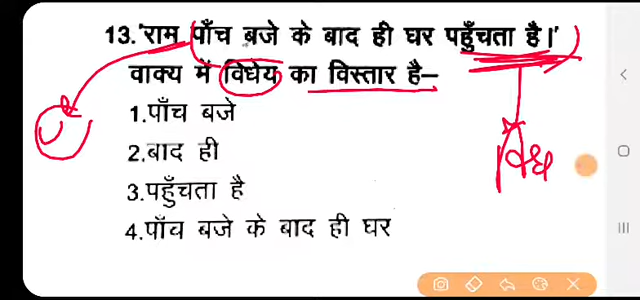 13.'राम पाँच बजे के बाद ही घर पहुँचता है।'
वाक्य में विधेय का विस्तार है–
1.पाँच बजे
2.बाद ही
3.पहुँचता है
4.पाँच बजे के बाद ही घर